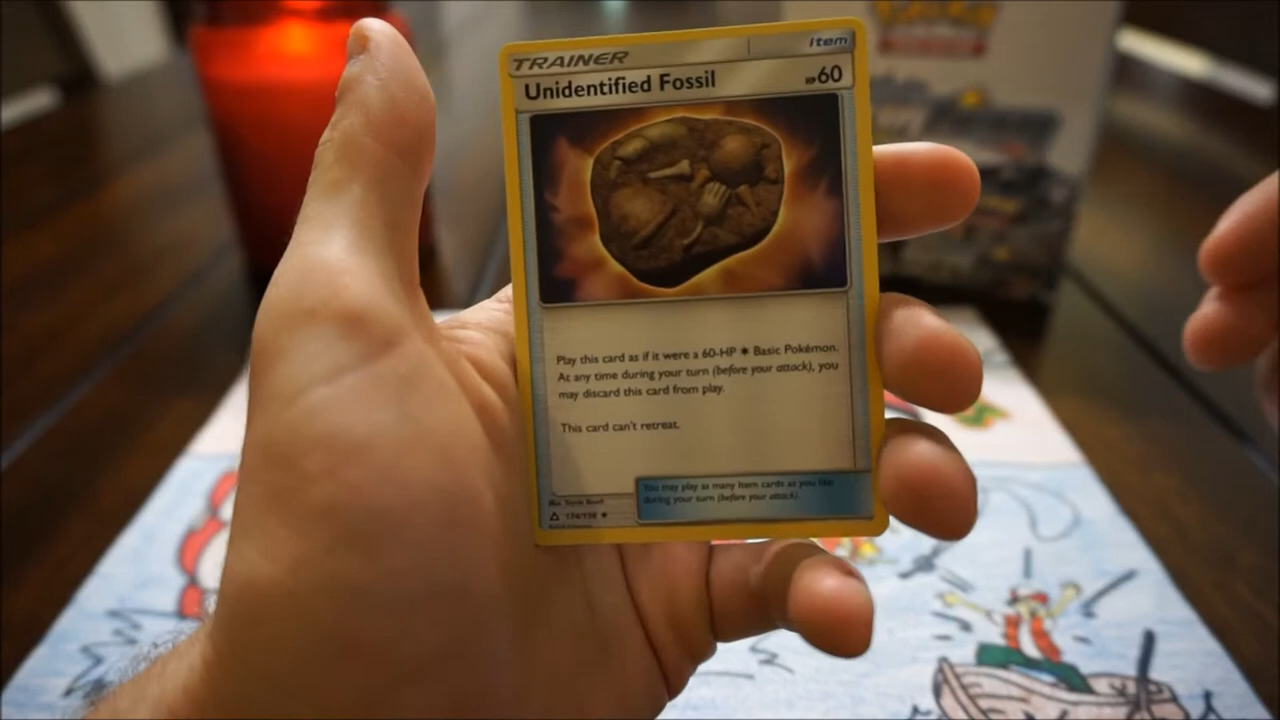 TRAINER Item
Unidentified Fossil HP60
Play this card as if it were a 60-HP Basic Pokémon.
At any time during your turn (before your attack), you
may discard this card from play.
This card can't retreat.
You may play as many Item cards as you like
during your turn (before your attack).
Pokémon